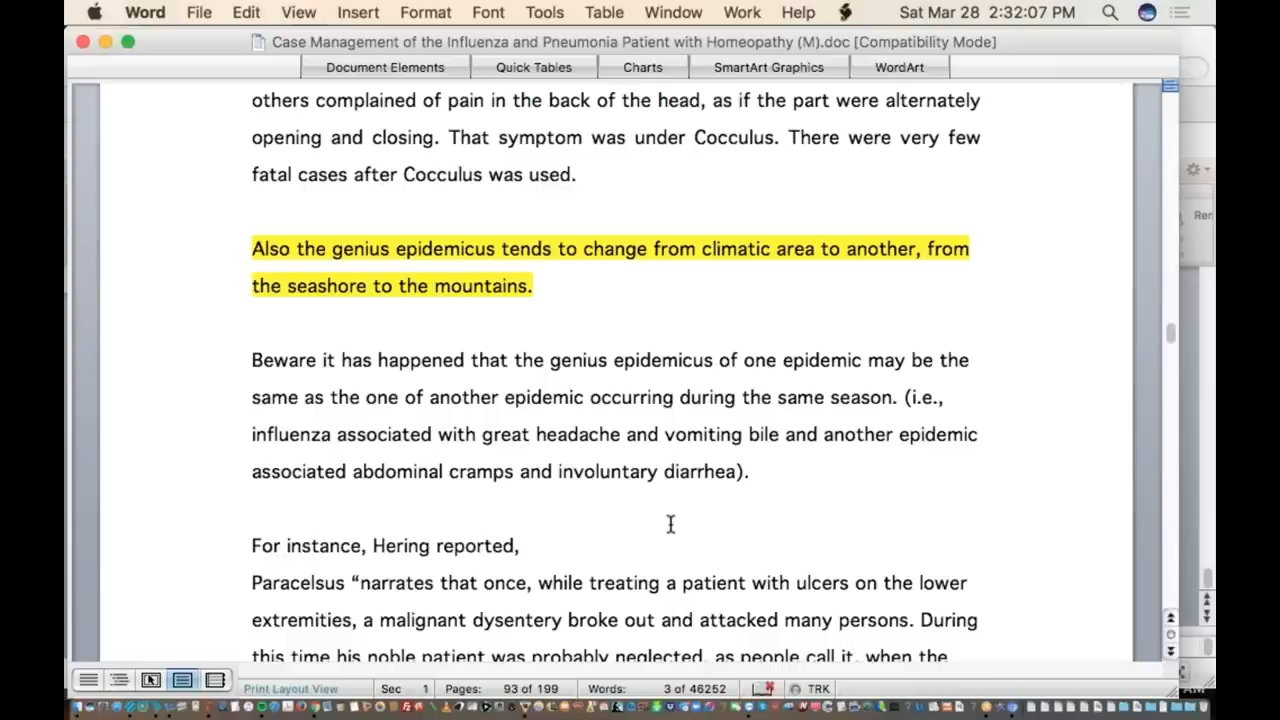 Word File Edit View Insert Format Font Tools Table Window Work Help Sat Mar 28 2:32:07 PM
Case Management of the Influenza and Pneumonia Patient with Homeopathy (M).doc [Compatibility Mode]
Document Elements Quick Tables Charts SmartArt Graphics WordArt
others complained of pain in the back of the head, as if the part were alternately
opening and closing. That symptom was under Cocculus. There were very few
fatal cases after Cocculus was used.
Also the genius epidemicus tends to change from climatic area to another, from
the seashore to the mountains.
Beware it has happened that the genius epidemicus of one epidemic may be the
same as the one of another epidemic occurring during the same season. (i.e.,
influenza associated with great headache and vomiting bile and another epidemic
associated abdominal cramps and involuntary diarrhea).
For instance, Hering reported,
Paracelsus “narrates that once, while treating a patient with ulcers on the lower
extremities, a malignant dysentery broke out and attacked many persons. During
this time his noble patient was probably neglected, as people call it, when the
Print Layout View Sec 1 Pages: 93 of 199 Words: 3 of 46252 TRK